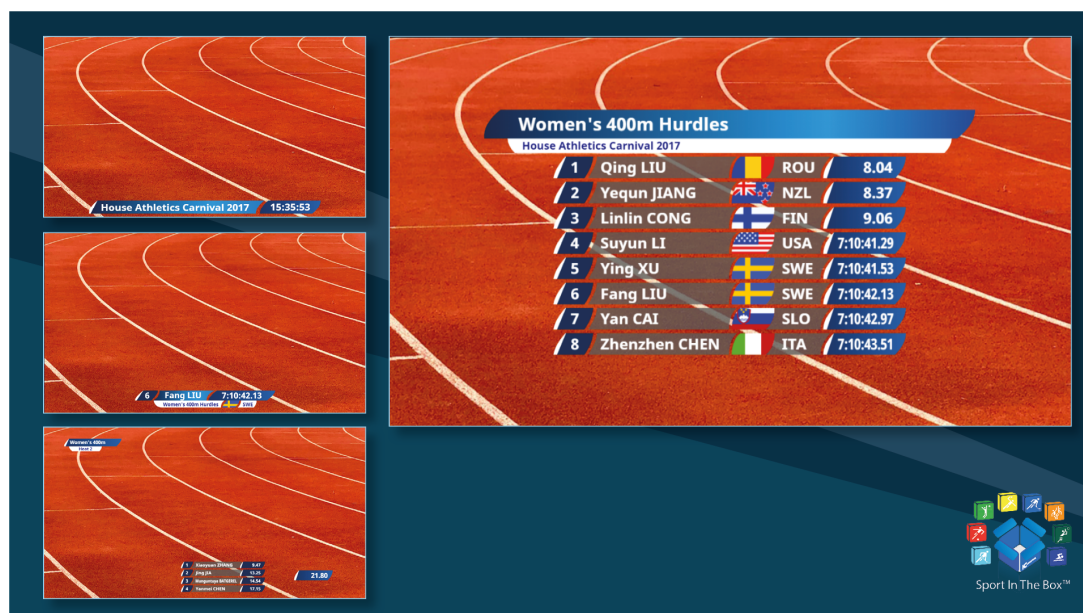 House Athletics Carnival 2017 15:35:53
6 Fang LIU 7:10:42.13
Women's 400m Hurdles SWE
Women's 400m
Heat 2
1 Xiaoyuan ZHANG 9.47
2 Jing JIA 13.25
4 Yanmei CHEN 17.15
21.80
Women's 400m Hurdles
House Athletics Carnival 2017
1 Qing LIU ROU 8.04
2 Yequn JIANG NZL 8.37
3 Linlin CONG FIN 9.06
4 Suyun LI USA 7:10:41.29
5 Ying XU SWE 7:10:41.53
6 Fang LIU SWE 7:10:42.13
7 Yan CAI SLO 7:10:42.97
8 Zhenzhen CHEN ITA 7:10:43.51
Sport In The Box™